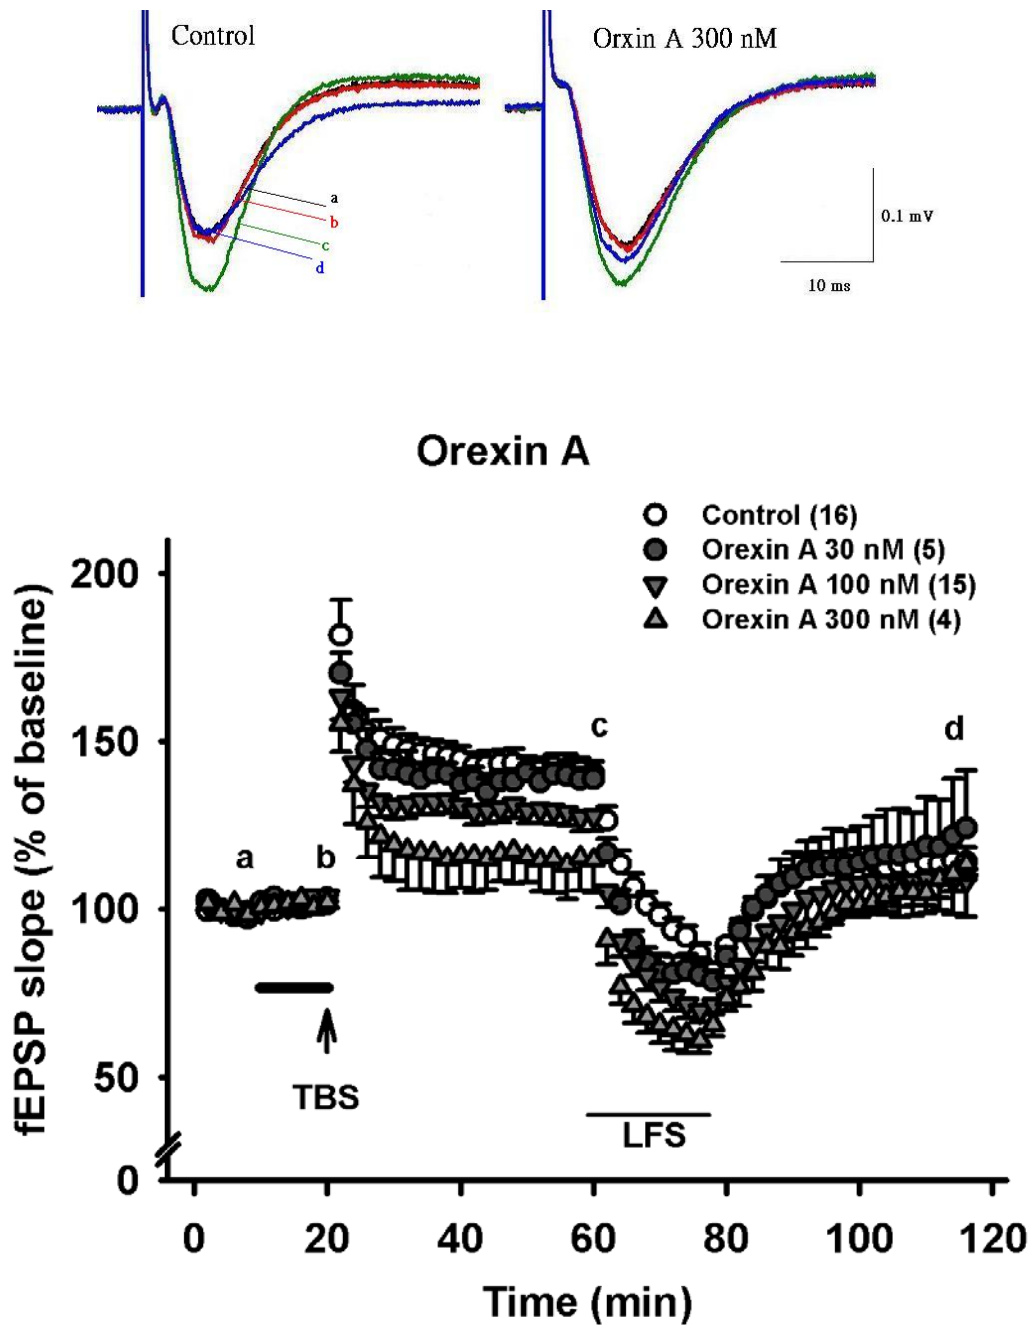 Control
Orxin A 300 nM
a
b
c
d
0.1 mV
10 ms
Orexin A
Control (16)
Orexin A 30 nM (5)
Orexin A 100 nM (15)
Orexin A 300 nM (4)
fEPSP slope (% of baseline)
200
150
100
50
0
a
b
c
d
TBS
LFS
0
20
40
60
80
100
120
Time (min)